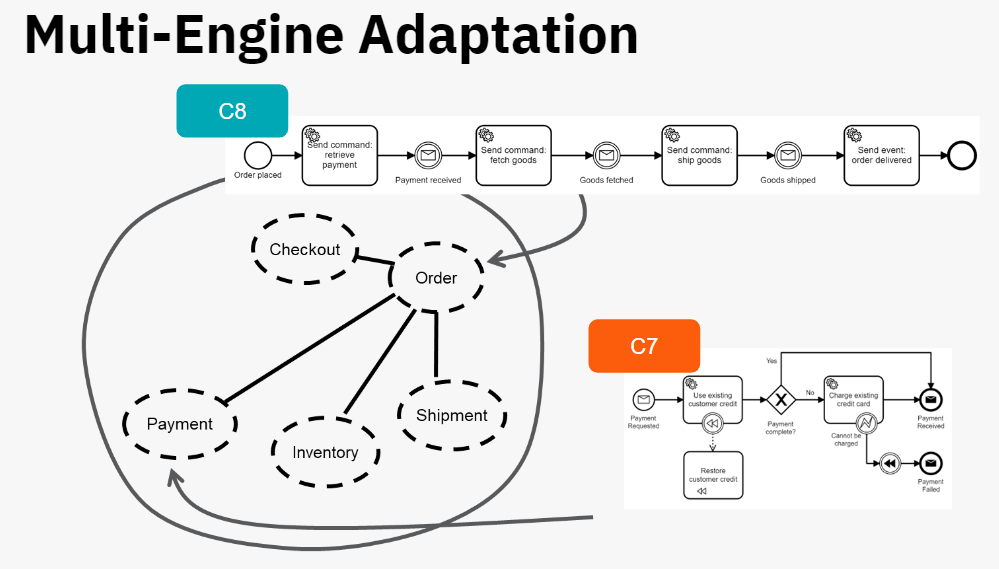 Multi-Engine Adaptation
C8
Send command:
retrieve
payment
Send command:
fetch goods
Send command:
ship goods
Send event:
order delivered
Order placed
Payment received
Goods fetched
Goods shipped
Checkout
Order
Payment
Inventory
Shipment
C7
Yes
Use existing
customer credit
No
Charge existing
credit card
Payment
Requested
Payment
complete?
Cannot be
charged
Payment
Received
Restore
customer credit
Payment
Failed